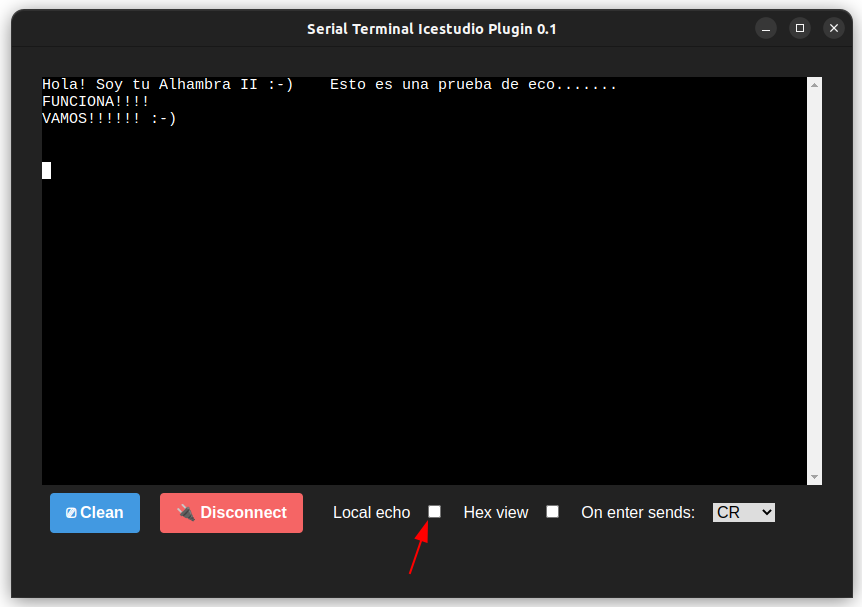 Serial Terminal Icestudio Plugin 0.1
Hola! Soy tu Alhambra II :-)    Esto es una prueba de eco.......
FUNCIONA!!!!
VAMOS!!!!!! :-)
Clean Disconnect Local echo Hex view On enter sends: CR